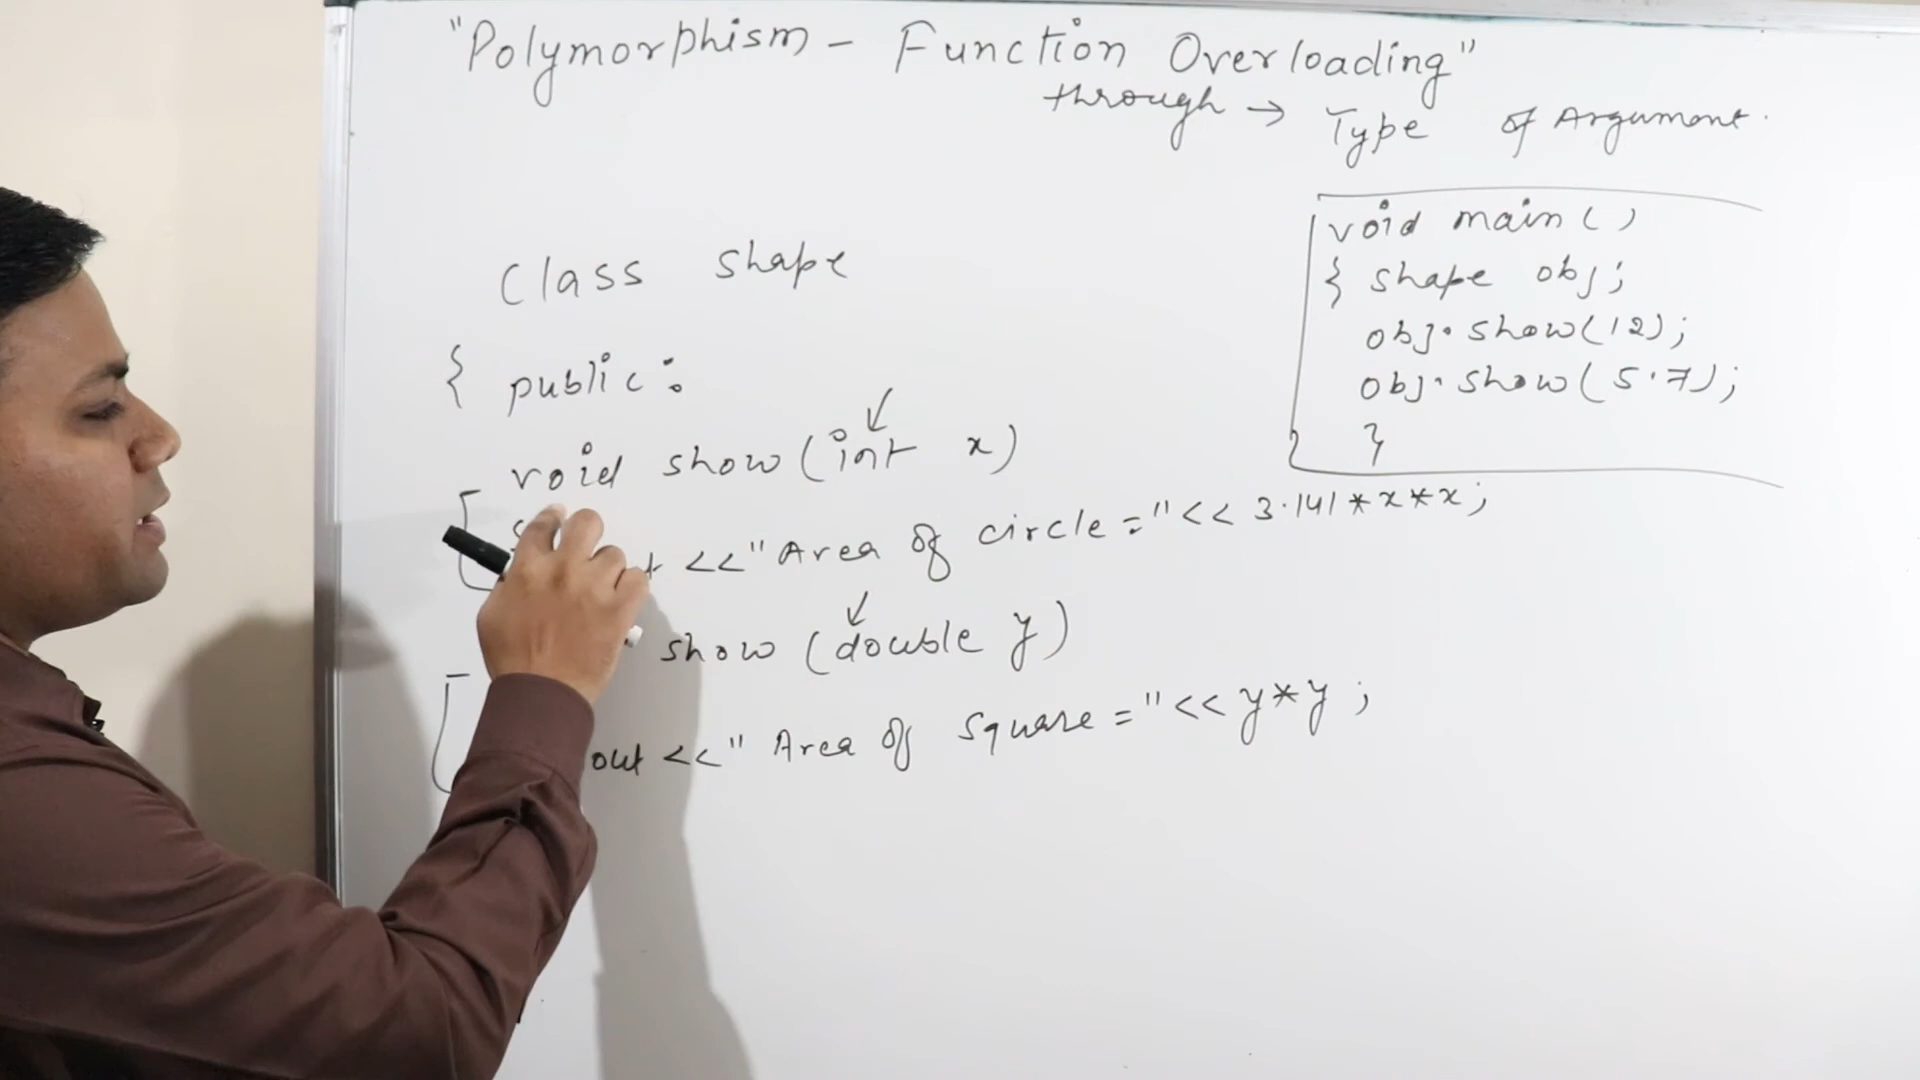 "Polymorphism - Function Overloading"
through → Type of Argument.
Class shape
{ public:
void show(int x)
<<"Area of circle="<< 3.141*x*x;
show (double y)
out <<" Area of Square="<< y*y ;
void main()
{ shape obj;
obj.show(12);
obj.show(5.7);
}